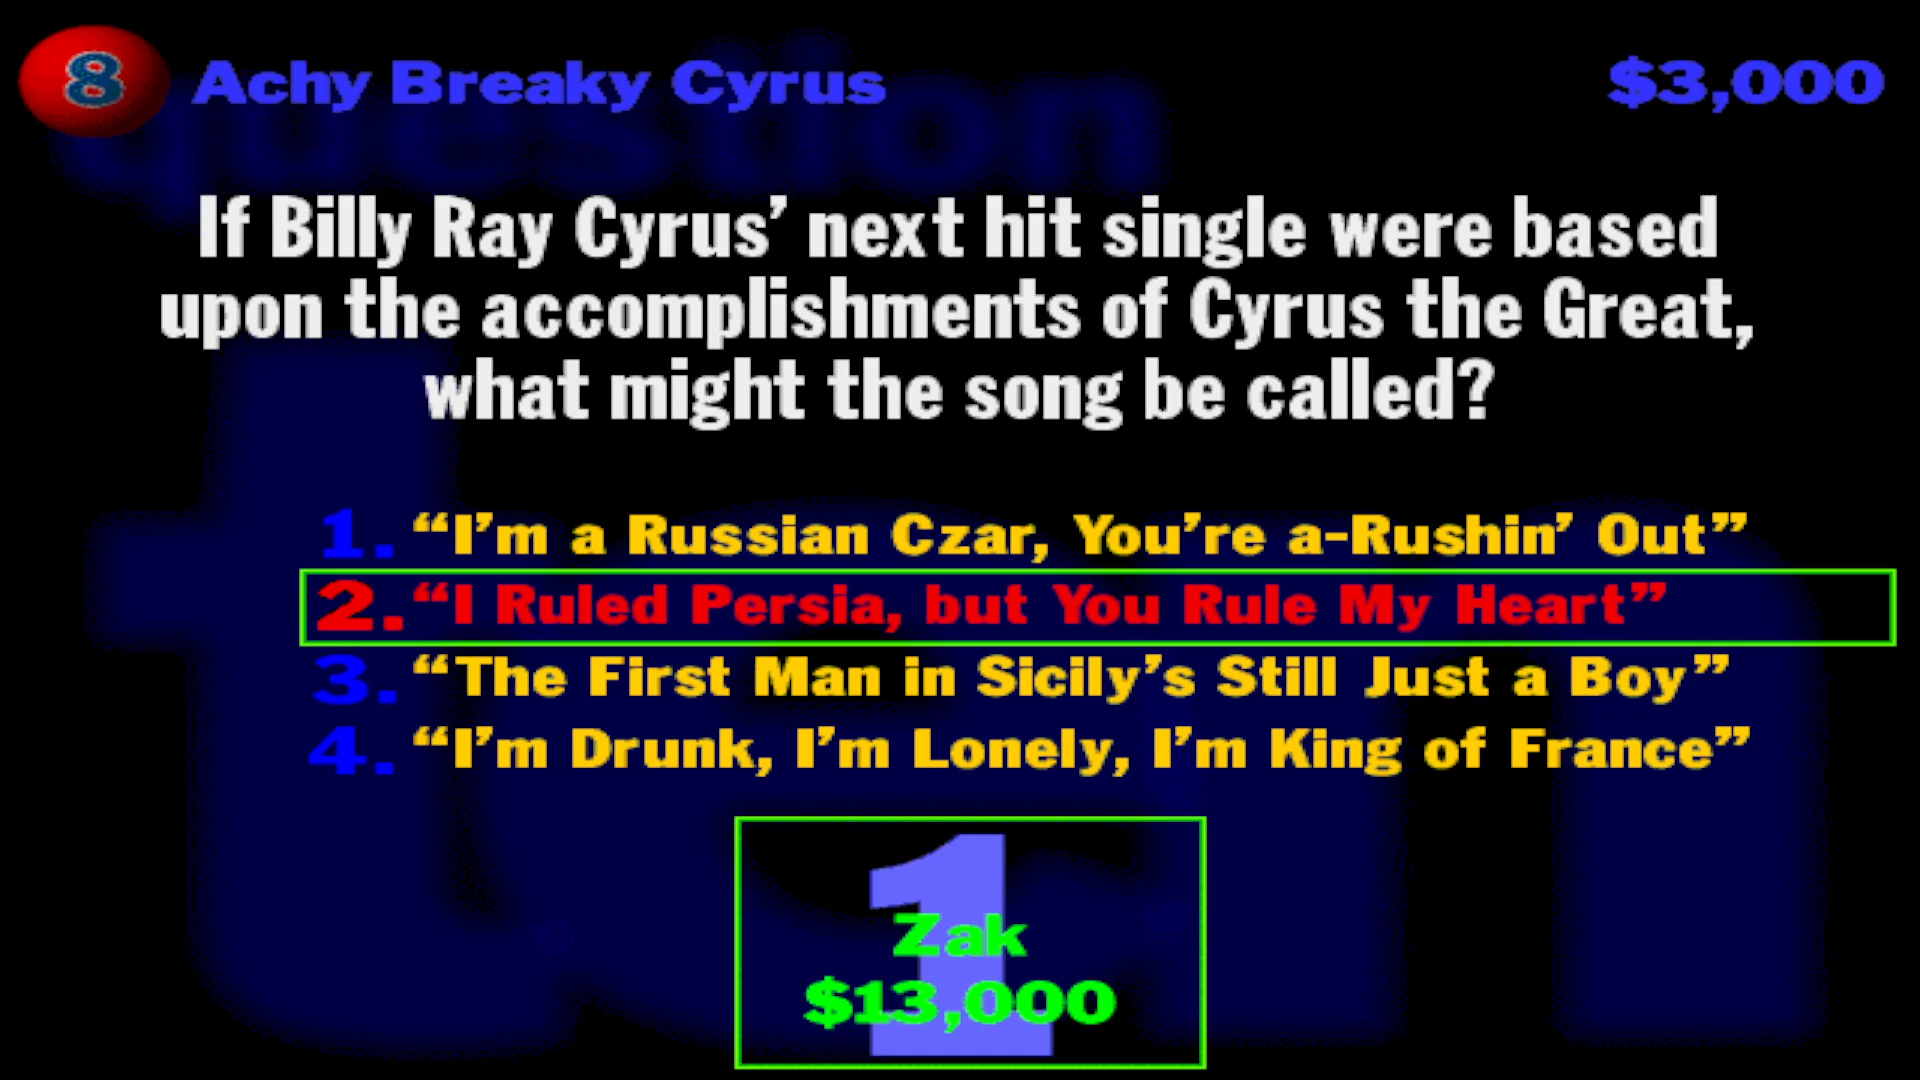 8 Achy Breaky Cyrus $3,000
question
If Billy Ray Cyrus’ next hit single were based
upon the accomplishments of Cyrus the Great,
what might the song be called?
1. “I’m a Russian Czar, You’re a-Rushin’ Out”
2. “I Ruled Persia, but You Rule My Heart”
3. “The First Man in Sicily’s Still Just a Boy”
4. “I’m Drunk, I’m Lonely, I’m King of France”
ten
1
Zak
$13,000